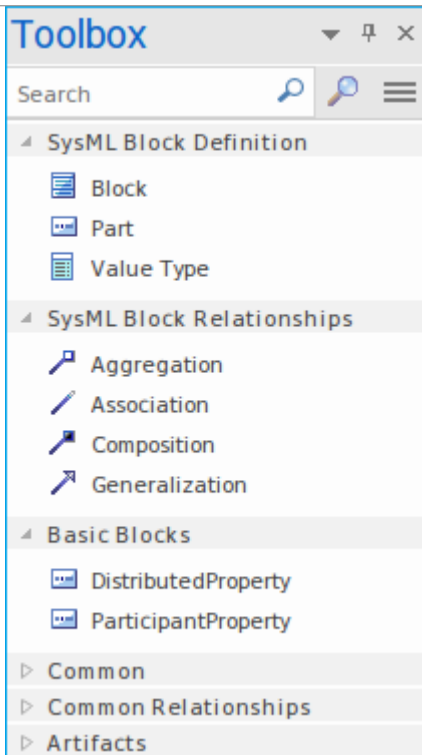 Toolbox
Search
SysML Block Definition
Block
Part
Value Type
SysML Block Relationships
Aggregation
Association
Composition
Generalization
Basic Blocks
DistributedProperty
ParticipantProperty
Common
Common Relationships
Artifacts